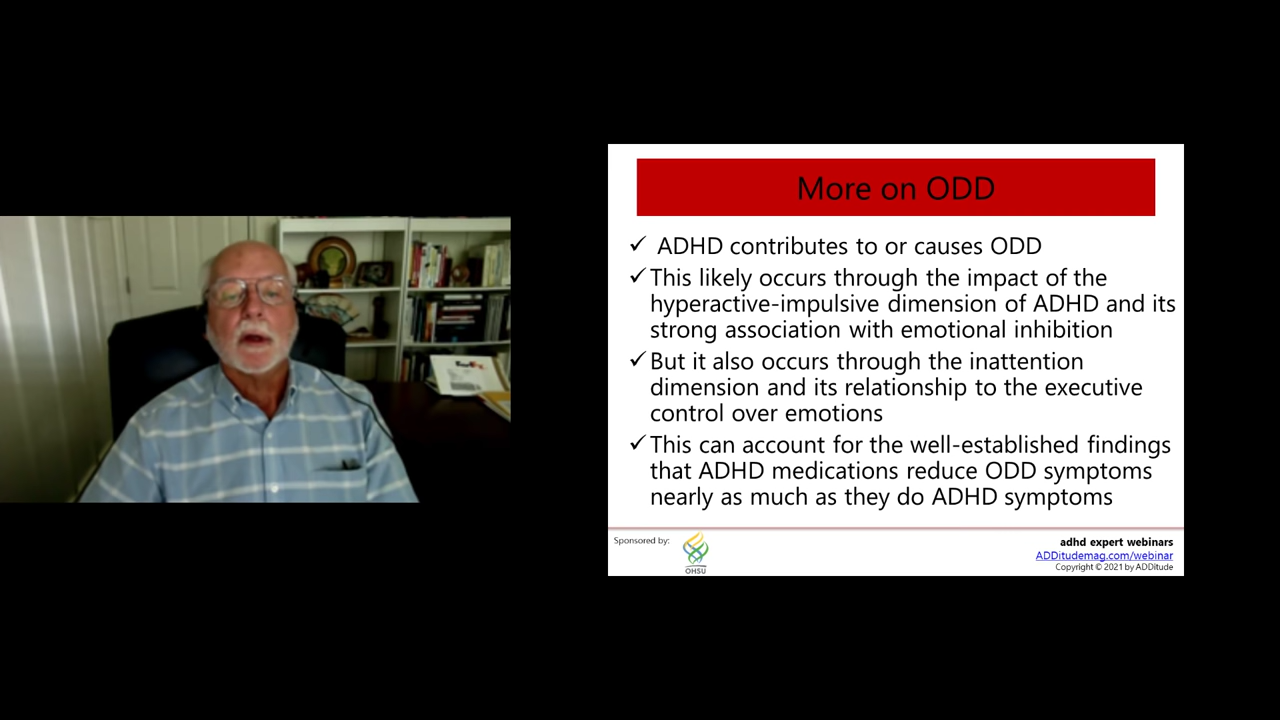 More on ODD
✓ ADHD contributes to or causes ODD
✓ This likely occurs through the impact of the
hyperactive-impulsive dimension of ADHD and its
strong association with emotional inhibition
✓ But it also occurs through the inattention
dimension and its relationship to the executive
control over emotions
✓ This can account for the well-established findings
that ADHD medications reduce ODD symptoms
nearly as much as they do ADHD symptoms
Sponsored by:
OHSU
adhd expert webinars
ADDitudemag.com/webinar
Copyright © 2021 by ADDitude